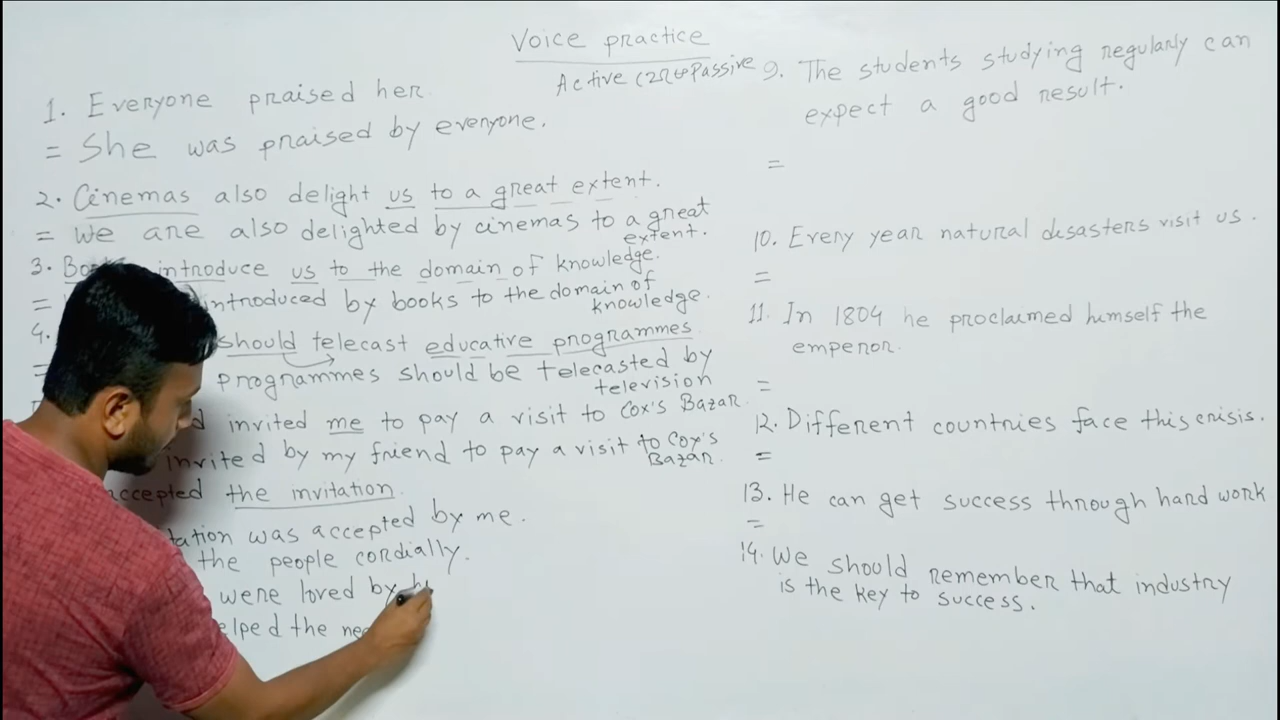 Voice practice
Active থেকে Passive
1. Everyone praised her
= She was praised by everyone.
2. Cinemas also delight us to a great extent.
= We are also delighted by cinemas to a great
extent.
3. introduce us to the domain of knowledge.
= introduced by books to the domain of
knowledge.
4. should telecast educative programmes
= programmes should be telecasted by
television
invited me to pay a visit to Cox's Bazar.
invited by my friend to pay a visit to Cox's
Bazar.
accepted the invitation.
was accepted by me.
the people cordially.
were loved by
the
9. The students studying regularly can
expect a good result.
=
10. Every year natural disasters visit us.
=
11. In 1804 he proclaimed himself the
emperor.
=
12. Different countries face this crisis.
=
13. He can get success through hard work
=
14. We should remember that industry
is the key to success.